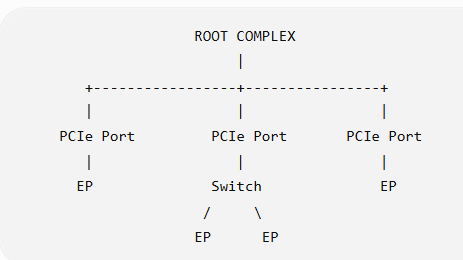 ROOT COMPLEX
|
+-----------------+-----------------+
| | |
PCIe Port PCIe Port PCIe Port
| | |
EP Switch EP
/ \
EP EP